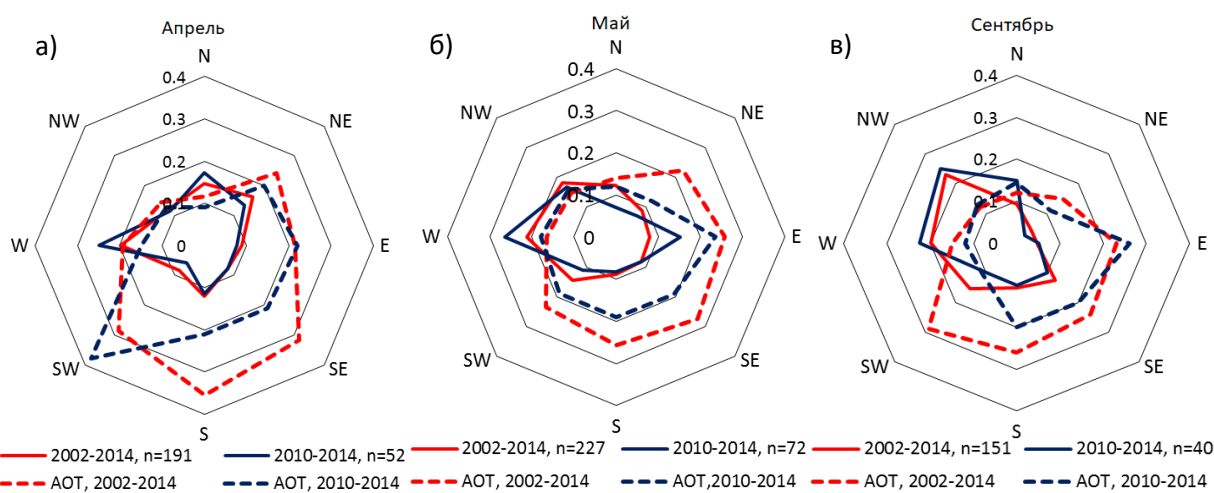 а)
Апрель
N
0.4
NW
NE
0.3
0.2
0.1
W
0
E
SW
SE
S
2002-2014, n=191
2010-2014, n=52
AOT, 2002-2014
AOT, 2010-2014
б)
Май
N
0.4
NW
NE
0.3
0.2
0.1
W
0
E
SW
SE
S
2002-2014, n=227
2010-2014, n=72
AOT, 2002-2014
AOT,2010-2014
в)
Сентябрь
N
0.4
NW
NE
0.3
0.2
0.1
W
0
E
SW
SE
S
2002-2014, n=151
2010-2014, n=40
AOT, 2002-2014
AOT, 2010-2014